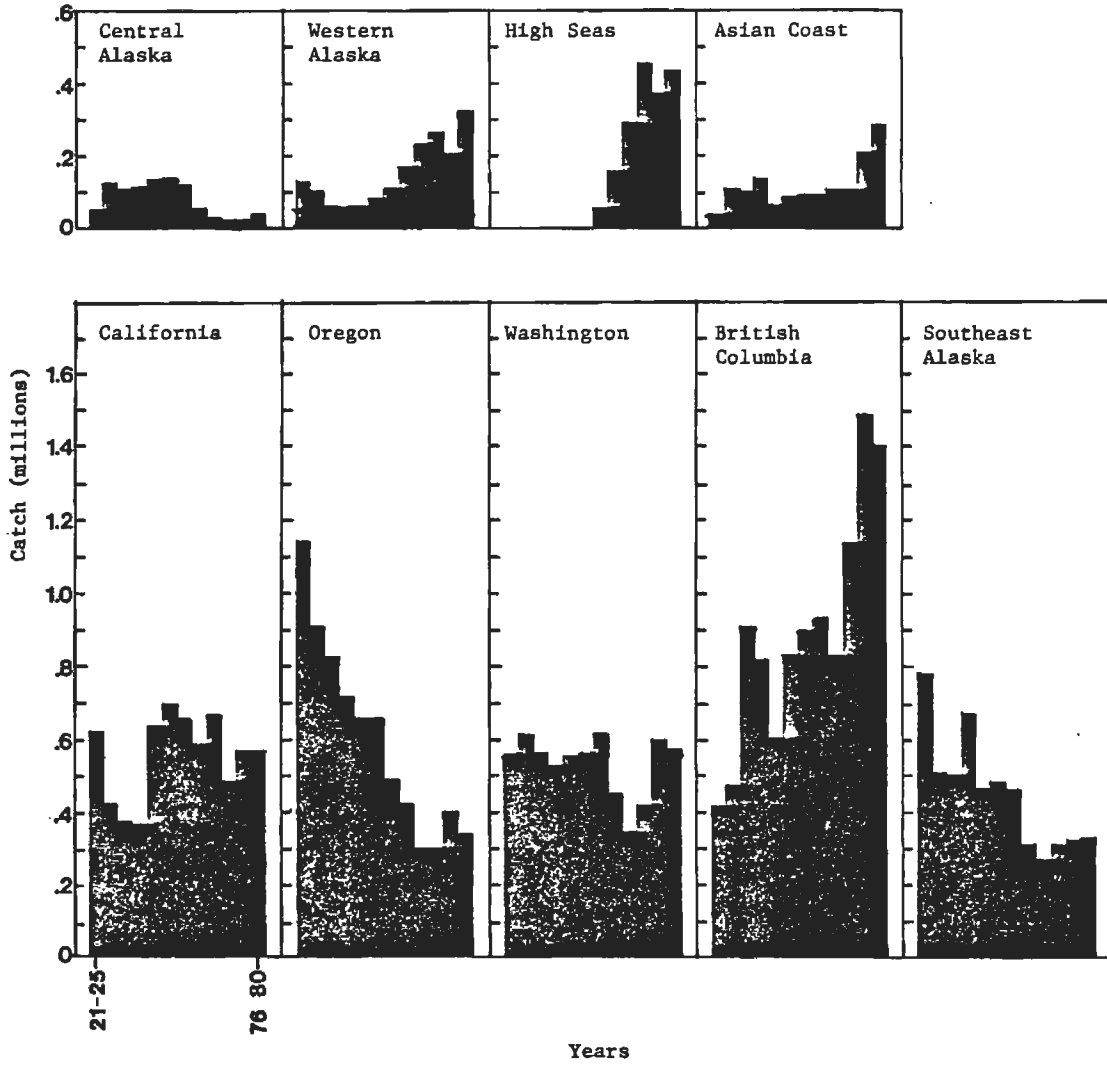 Central
Alaska
Western
Alaska
High Seas
Asian Coast
.6
.4
.2
0
California
Oregon
Washington
British
Columbia
Southeast
Alaska
Catch (millions)
1.6
1.4
1.2
1.0
.8
.6
.4
.2
0
21-25-
76 80-
Years